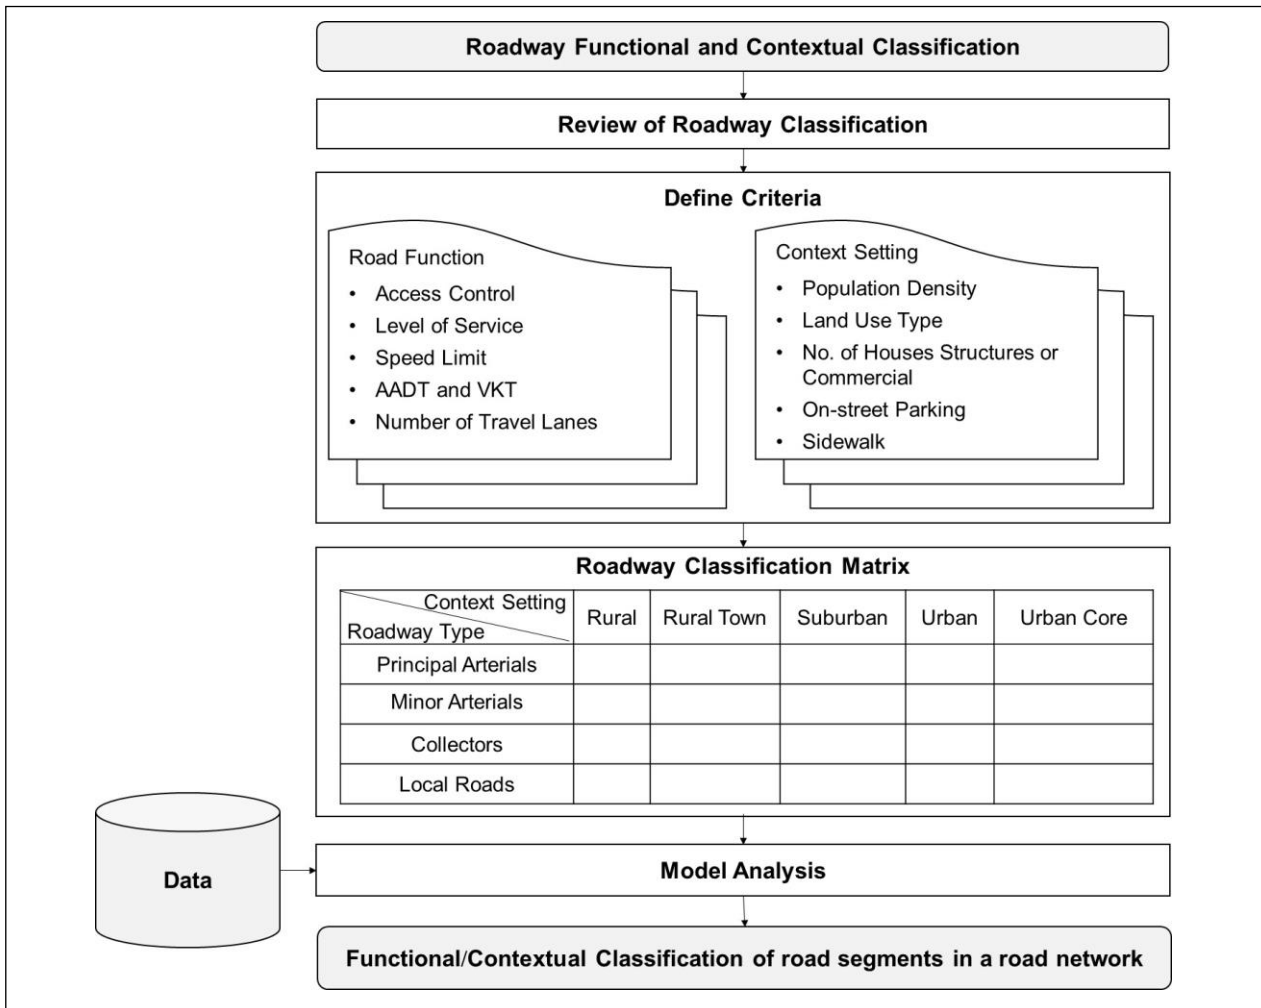 Roadway Functional and Contextual Classification
Review of Roadway Classification
Define Criteria
Road Function
• Access Control
• Level of Service
• Speed Limit
• AADT and VKT
• Number of Travel Lanes
Context Setting
• Population Density
• Land Use Type
• No. of Houses Structures or
Commercial
• On-street Parking
• Sidewalk
Roadway Classification Matrix
Context Setting
Roadway Type
Rural Rural Town Suburban Urban Urban Core
Principal Arterials
Minor Arterials
Collectors
Local Roads
Data
Model Analysis
Functional/Contextual Classification of road segments in a road network